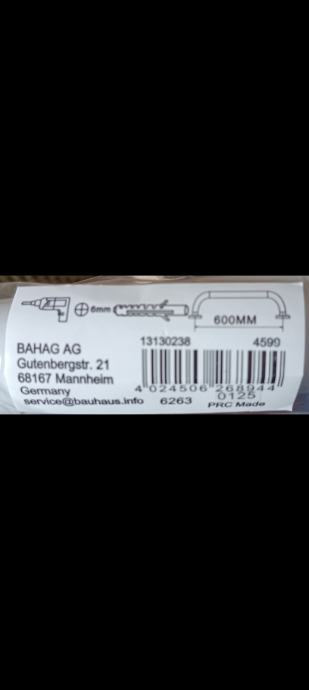 6mm
600MM
BAHAG AG
Gutenbergstr. 21
68167 Mannheim
Germany
service@bauhaus.info
13130238 4599
4 024506 268944
6263 0125
PRC Made